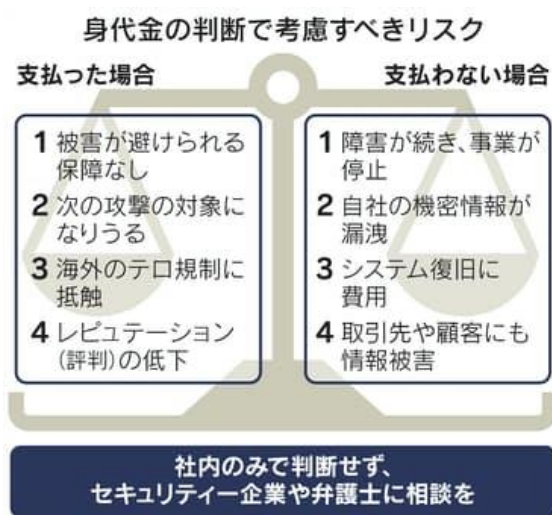 身代金の判断で考慮すべきリスク
支払った場合
1 被害が避けられる
保障なし
2 次の攻撃の対象に
なりうる
3 海外のテロ規制に
抵触
4 レピュテーション
(評判)の低下
支払わない場合
1 障害が続き、事業が
停止
2 自社の機密情報が
漏洩
3 システム復旧に
費用
4 取引先や顧客にも
情報被害
社内のみで判断せず、
セキュリティー企業や弁護士に相談を